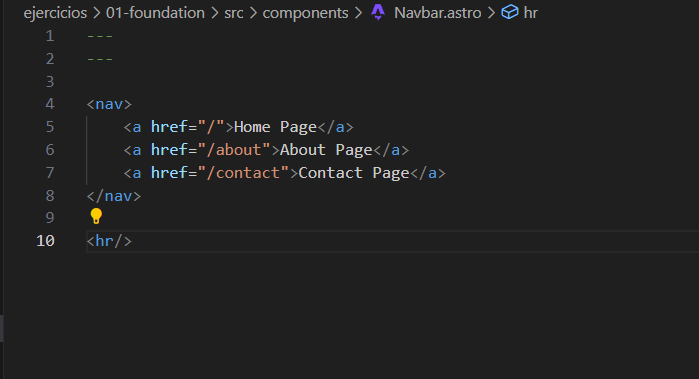 ejercicios > 01-foundation > src > components > Navbar.astro > hr
1 ---
2 ---
3
4 <nav>
5     <a href="/">Home Page</a>
6     <a href="/about">About Page</a>
7     <a href="/contact">Contact Page</a>
8 </nav>
9
10 <hr/>